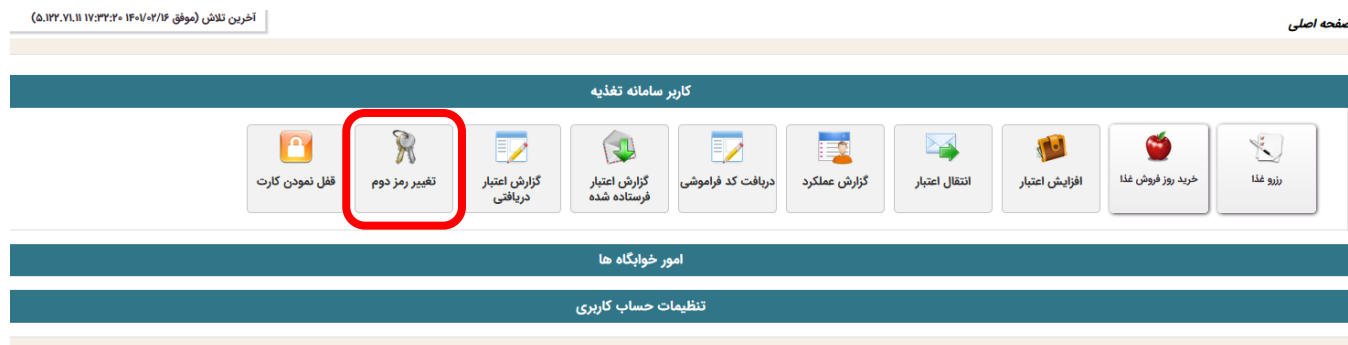 آخرین تلاش (موفق ۱۴۰۱/۰۲/۱۶ ۱۷:۳۲:۲۰ ۵.۱۲۲.۷۱.۱۱)
صفحه اصلی
کاربر سامانه تغذیه
رزرو غذا
خرید روز فروش غذا
افزایش اعتبار
انتقال اعتبار
گزارش عملکرد
دریافت کد فراموشی
گزارش اعتبار
فرستاده شده
گزارش اعتبار
دریافتی
تغییر رمز دوم
قفل نمودن کارت
امور خوابگاه ها
تنظیمات حساب کاربری